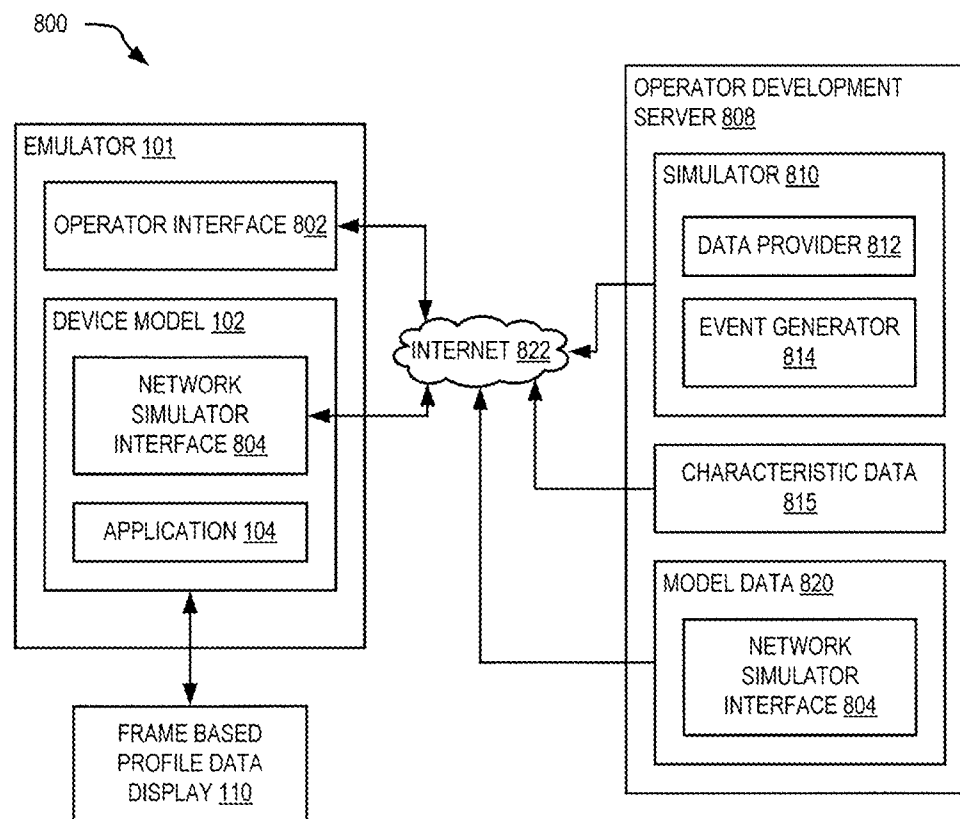 800
EMULATOR 101
OPERATOR INTERFACE 802
DEVICE MODEL 102
NETWORK
SIMULATOR
INTERFACE 804
APPLICATION 104
FRAME BASED
PROFILE DATA
DISPLAY 110
INTERNET 822
OPERATOR DEVELOPMENT
SERVER 808
SIMULATOR 810
DATA PROVIDER 812
EVENT GENERATOR
814
CHARACTERISTIC DATA
815
MODEL DATA 820
NETWORK
SIMULATOR
INTERFACE 804